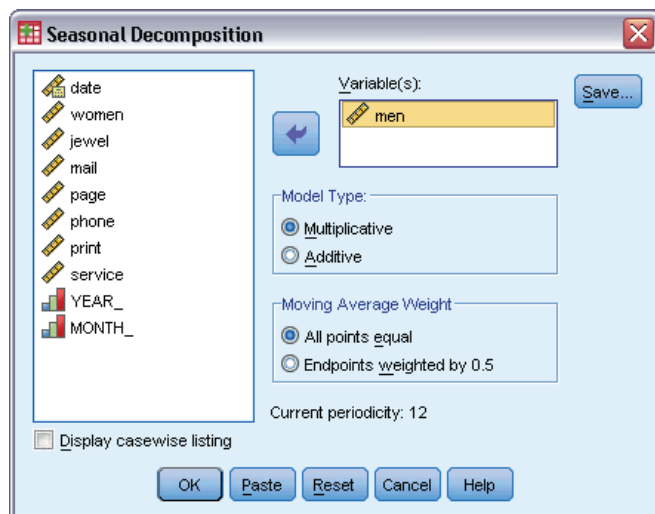 Seasonal Decomposition
date
women
jewel
mail
page
phone
print
service
YEAR_
MONTH_
Display casewise listing
Variable(s):
men
Save...
Model Type:
Multiplicative
Additive
Moving Average Weight
All points equal
Endpoints weighted by 0.5
Current periodicity: 12
OK
Paste
Reset
Cancel
Help